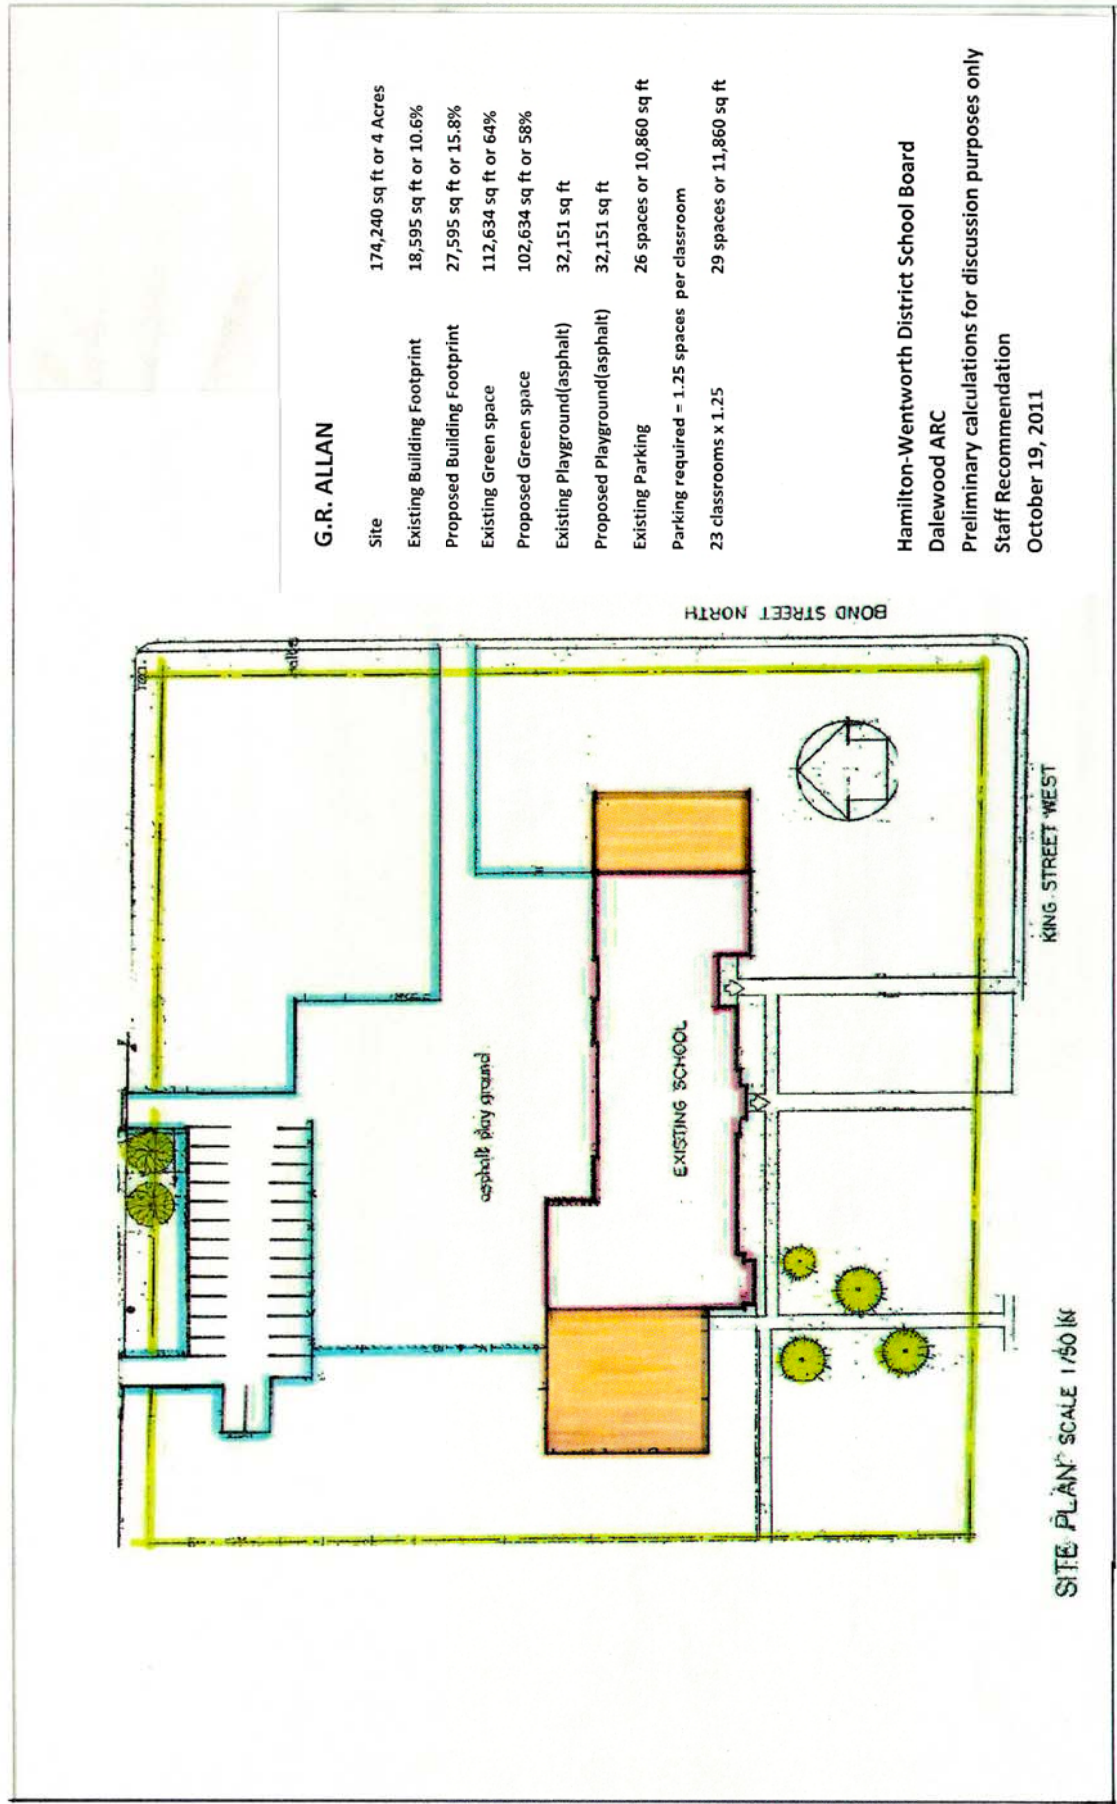 G.R. ALLAN
Site 174,240 sq ft or 4 Acres
Existing Building Footprint 18,595 sq ft or 10.6%
Proposed Building Footprint 27,595 sq ft or 15.8%
Existing Green space 112,634 sq ft or 64%
Proposed Green space 102,634 sq ft or 58%
Existing Playground(asphalt) 32,151 sq ft
Proposed Playground(asphalt) 32,151 sq ft
Existing Parking 26 spaces or 10,860 sq ft
Parking required = 1.25 spaces per classroom
23 classrooms x 1.25 29 spaces or 11,860 sq ft
Hamilton-Wentworth District School Board
Dalewood ARC
Preliminary calculations for discussion purposes only
Staff Recommendation
October 19, 2011
BOND STREET NORTH
asphalt play ground
EXISTING SCHOOL
KING STREET WEST
SITE PLAN SCALE 1/50